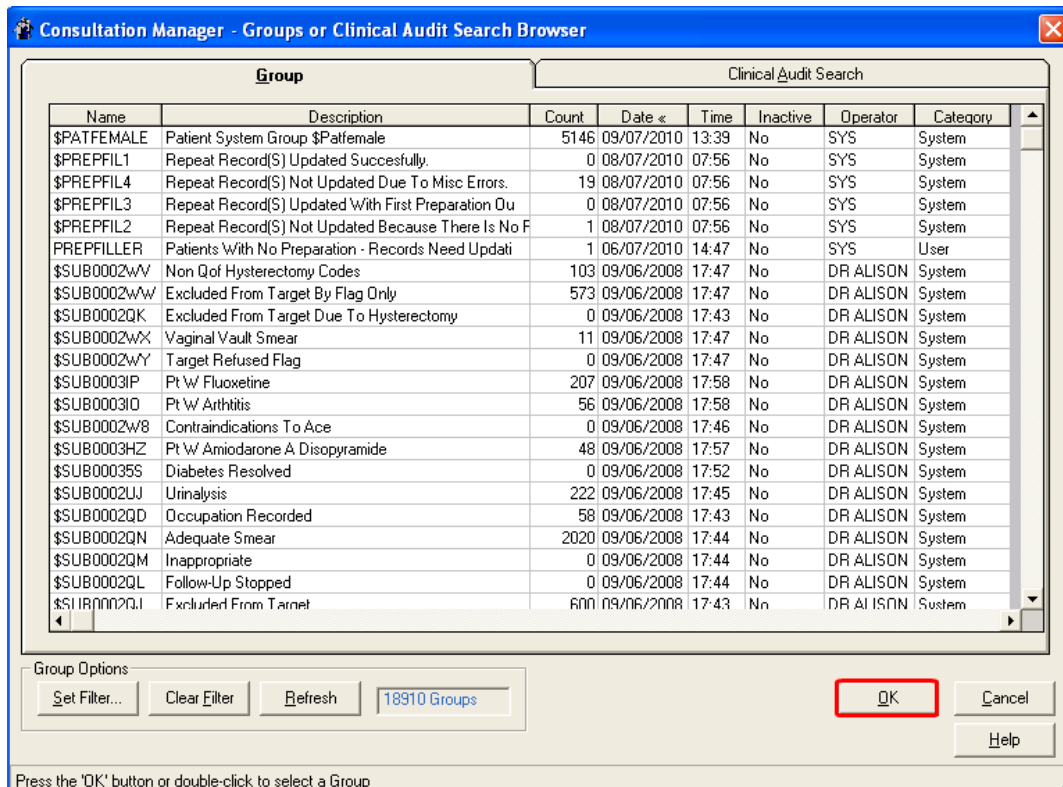 Consultation Manager - Groups or Clinical Audit Search Browser
Group Clinical Audit Search
Name Description Count Date « Time Inactive Operator Category
$PATFEMALE Patient System Group $Patfemale 5146 09/07/2010 13:39 No SYS System
$PREPFIL1 Repeat Record(S) Updated Succesfully. 0 08/07/2010 07:56 No SYS System
$PREPFIL4 Repeat Record(S) Not Updated Due To Misc Errors. 19 08/07/2010 07:56 No SYS System
$PREPFIL3 Repeat Record(S) Updated With First Preparation Ou 0 08/07/2010 07:56 No SYS System
$PREPFIL2 Repeat Record(S) Not Updated Because There Is No F 1 08/07/2010 07:56 No SYS System
PREPFILLER Patients With No Preparation - Records Need Updati 1 06/07/2010 14:47 No SYS User
$SUB0002WV Non Qof Hysterectomy Codes 103 09/06/2008 17:47 No DR ALISON System
$SUB0002WW Excluded From Target By Flag Only 573 09/06/2008 17:47 No DR ALISON System
$SUB0002QK Excluded From Target Due To Hysterectomy 0 09/06/2008 17:43 No DR ALISON System
$SUB0002WX Vaginal Vault Smear 11 09/06/2008 17:47 No DR ALISON System
$SUB0002WY Target Refused Flag 0 09/06/2008 17:47 No DR ALISON System
$SUB0003IP Pt W Fluoxetine 207 09/06/2008 17:58 No DR ALISON System
$SUB0003IO Pt W Arthtitis 56 09/06/2008 17:58 No DR ALISON System
$SUB0002W8 Contraindications To Ace 0 09/06/2008 17:46 No DR ALISON System
$SUB0003HZ Pt W Amiodarone A Disopyramide 48 09/06/2008 17:57 No DR ALISON System
$SUB00035S Diabetes Resolved 0 09/06/2008 17:52 No DR ALISON System
$SUB0002UJ Urinalysis 222 09/06/2008 17:45 No DR ALISON System
$SUB0002QD Occupation Recorded 58 09/06/2008 17:43 No DR ALISON System
$SUB0002QN Adequate Smear 2020 09/06/2008 17:44 No DR ALISON System
$SUB0002QM Inappropriate 0 09/06/2008 17:44 No DR ALISON System
$SUB0002QL Follow-Up Stopped 0 09/06/2008 17:44 No DR ALISON System
$SUB0002QJ Excluded From Target 600 09/06/2008 17:43 No DR ALISON System
Group Options
Set Filter... Clear Filter Refresh 18910 Groups OK Cancel
Help
Press the 'OK' button or double-click to select a Group